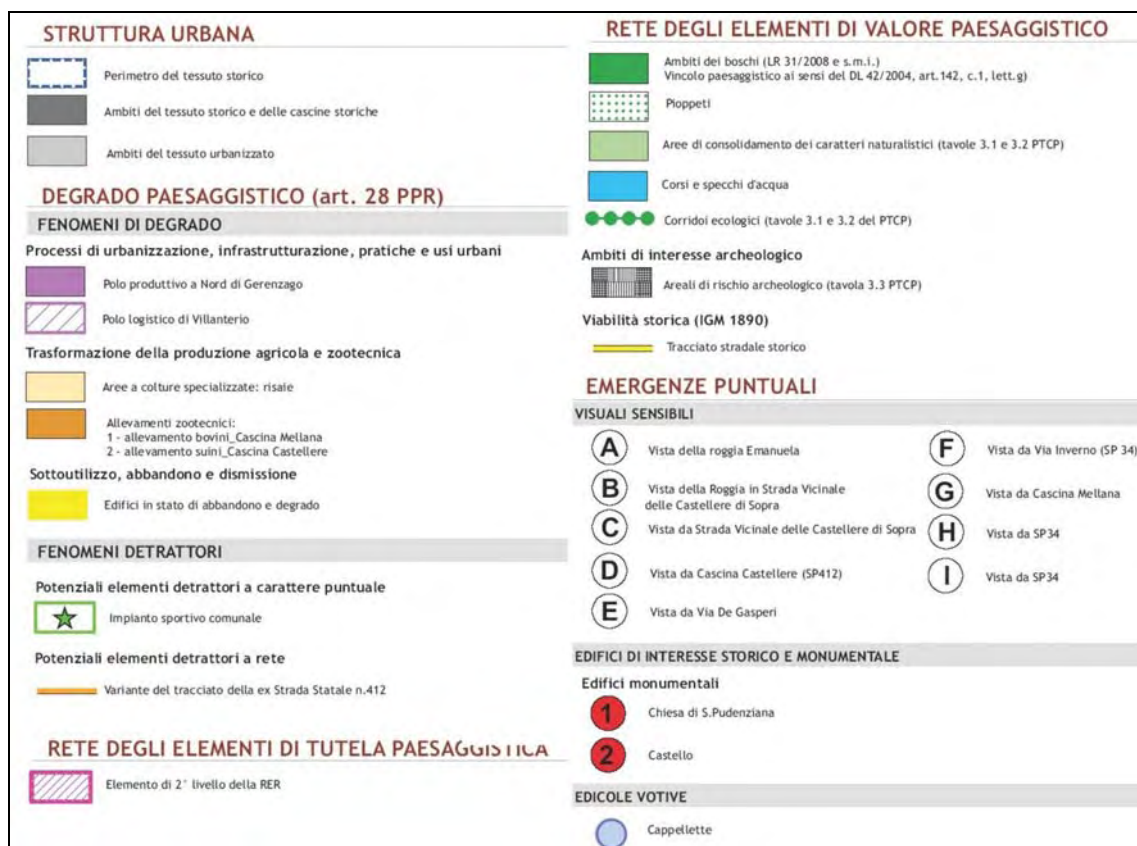 STRUTTURA URBANA
Perimetro del tessuto storico
Ambiti del tessuto storico e delle cascine storiche
Ambiti del tessuto urbanizzato
DEGRADO PAESAGGISTICO (art. 28 PPR)
FENOMENI DI DEGRADO
Processi di urbanizzazione, infrastrutturazione, pratiche e usi urbani
Polo produttivo a Nord di Gerenzago
Polo logistico di Villanterio
Trasformazione della produzione agricola e zootecnica
Aree a colture specializzate: risaie
Allevamenti zootecnici:
1 - allevamento bovini_Cascina Mellana
2 - allevamento suini_Cascina Castellere
Sottoutilizzo, abbandono e dismissione
Edifici in stato di abbandono e degrado
FENOMENI DETRATTORI
Potenziali elementi detrattori a carattere puntuale
Impianto sportivo comunale
Potenziali elementi detrattori a rete
Variante del tracciato della ex Strada Statale n.412
RETE DEGLI ELEMENTI DI TUTELA PAESAGGISTICA
Elemento di 2° livello della RER
RETE DEGLI ELEMENTI DI VALORE PAESAGGISTICO
Ambiti dei boschi (LR 31/2008 e s.m.i.)
Vincolo paesaggistico ai sensi del DL 42/2004, art.142, c.1, lett.g)
Pioppeti
Aree di consolidamento dei caratteri naturalistici (tavole 3.1 e 3.2 PTCP)
Corsi e specchi d'acqua
Corridoi ecologici (tavole 3.1 e 3.2 del PTCP)
Ambiti di interesse archeologico
Areali di rischio archeologico (tavola 3.3 PTCP)
Viabilità storica (IGM 1890)
Tracciato stradale storico
EMERGENZE PUNTUALI
VISUALI SENSIBILI
A Vista della roggia Emanuela
B Vista della Roggia in Strada Vicinale
delle Castellere di Sopra
C Vista da Strada Vicinale delle Castellere di Sopra
D Vista da Cascina Castellere (SP412)
E Vista da Via De Gasperi
F Vista da Via Inverno (SP 34)
G Vista da Cascina Mellana
H Vista da SP34
I Vista da SP34
EDIFICI DI INTERESSE STORICO E MONUMENTALE
Edifici monumentali
1 Chiesa di S.Pudenziana
2 Castello
EDICOLE VOTIVE
Cappellette